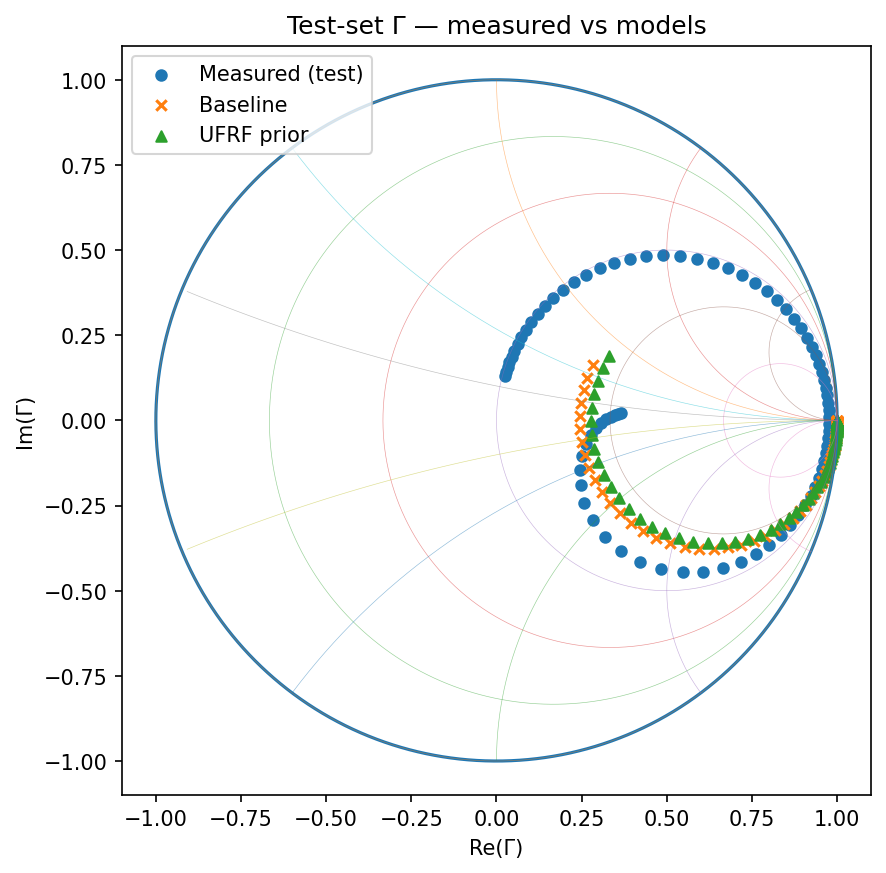 Test-set Γ — measured vs models
Measured (test)
Baseline
UFRF prior
1.00
0.75
0.50
0.25
0.00
−0.25
−0.50
−0.75
−1.00
Im(Γ)
−1.00 −0.75 −0.50 −0.25 0.00 0.25 0.50 0.75 1.00
Re(Γ)